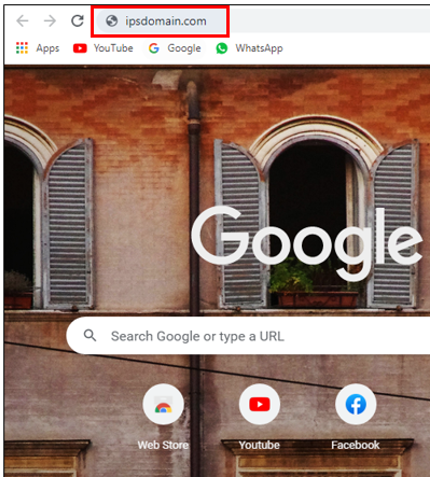 ipsdomain.com
Apps YouTube Google WhatsApp
Google
Search Google or type a URL
Web Store Youtube Facebook